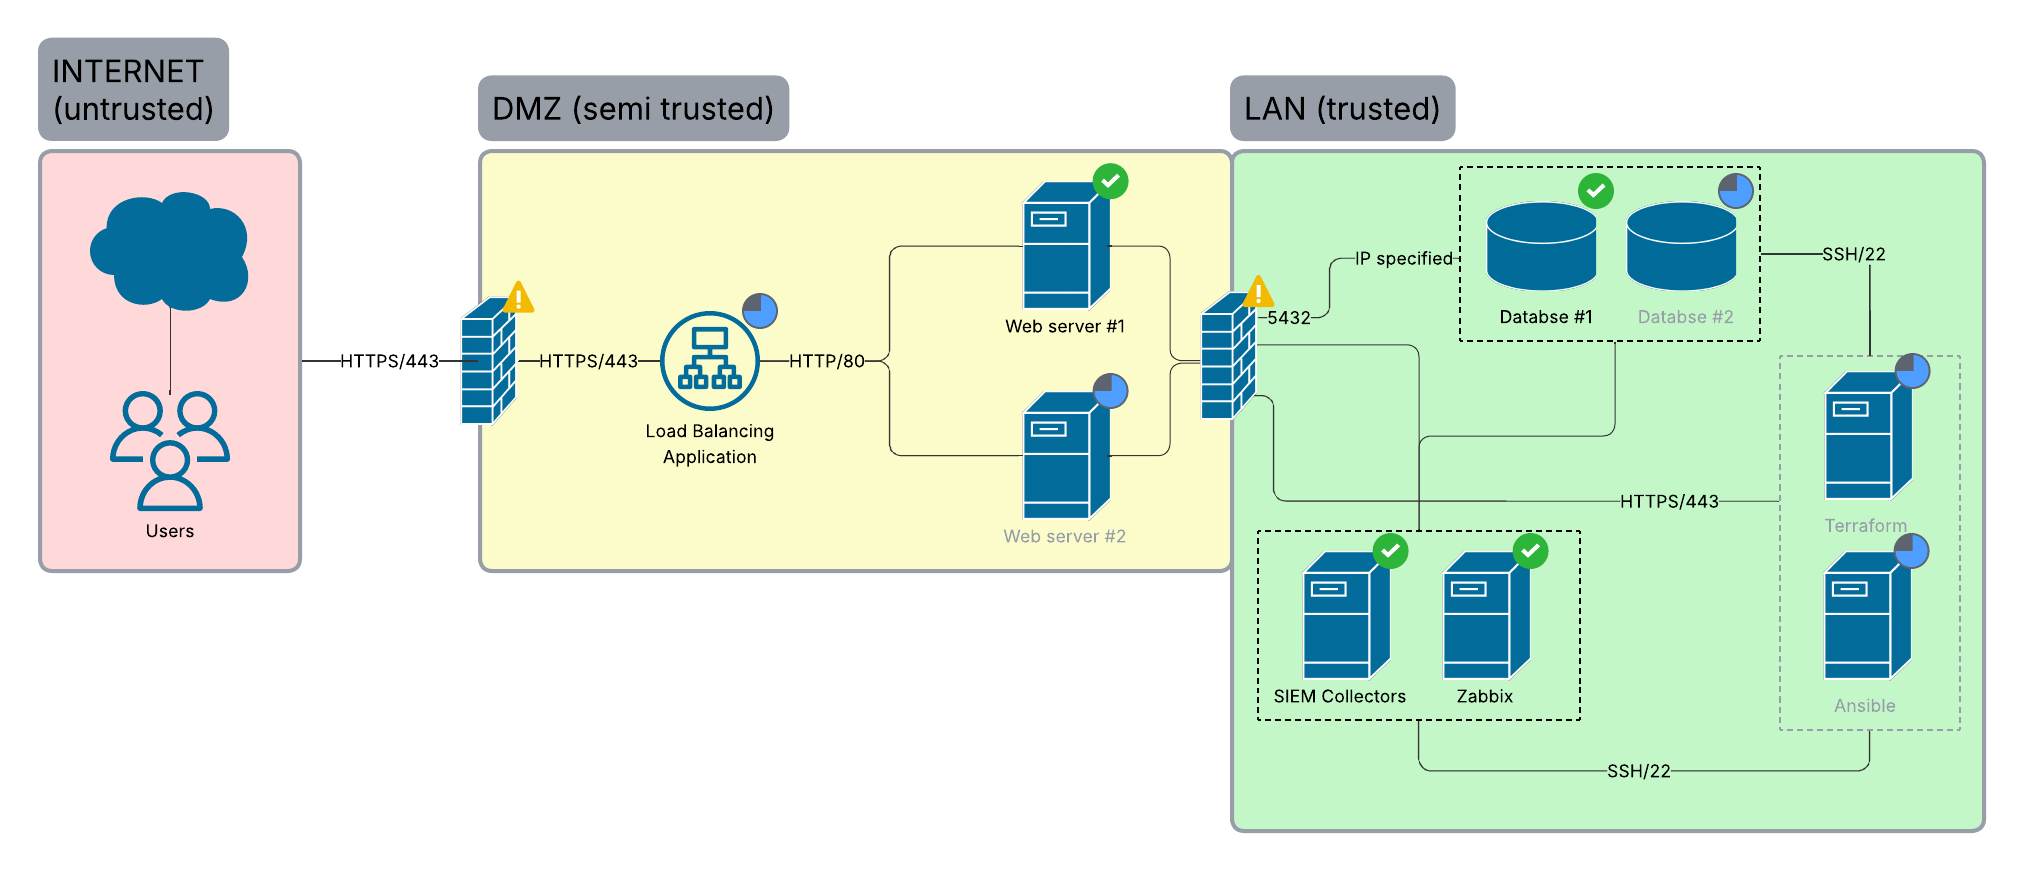 INTERNET
(untrusted)
DMZ (semi trusted)
LAN (trusted)
Users
HTTPS/443
HTTPS/443
Load Balancing
Application
HTTP/80
Web server #1
Web server #2
5432
IP specified
Databse #1
Databse #2
SSH/22
HTTPS/443
Terraform
Ansible
SIEM Collectors
Zabbix
SSH/22